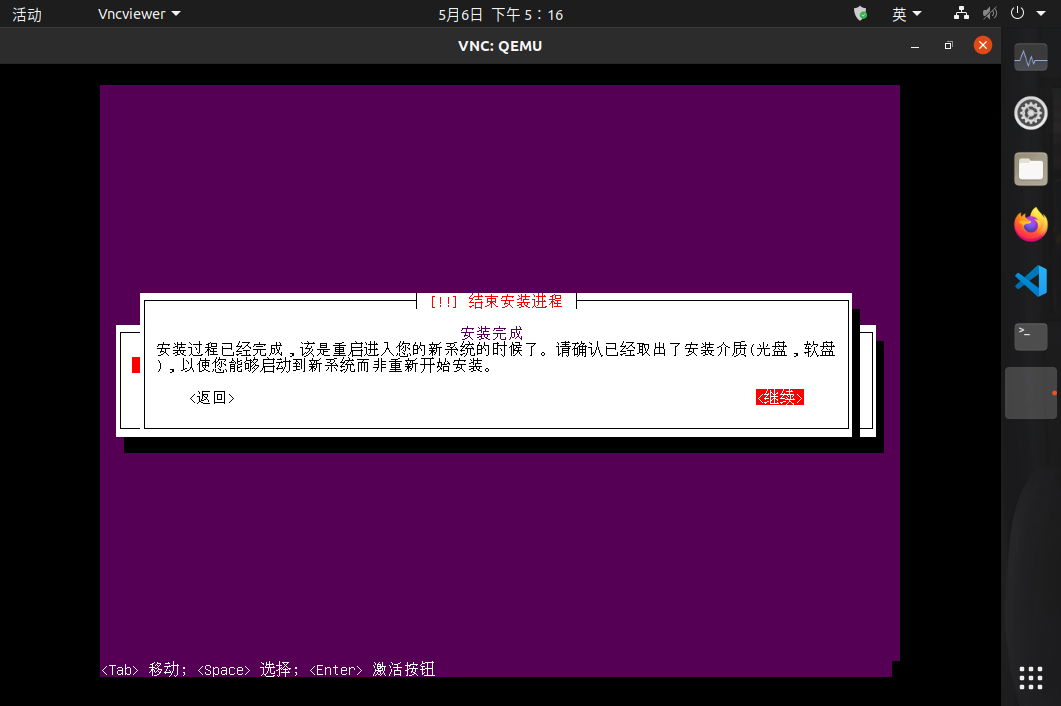 活动 Vncviewer 5月6日 下午 5：16 英
VNC: QEMU
[!!] 结束安装进程
安装完成
安装过程已经完成，该是重启进入您的新系统的时候了。请确认已经取出了安装介质(光盘，软盘
)，以使您能够启动到新系统而非重新开始安装。
<返回> <继续>
<Tab> 移动; <Space> 选择; <Enter> 激活按钮